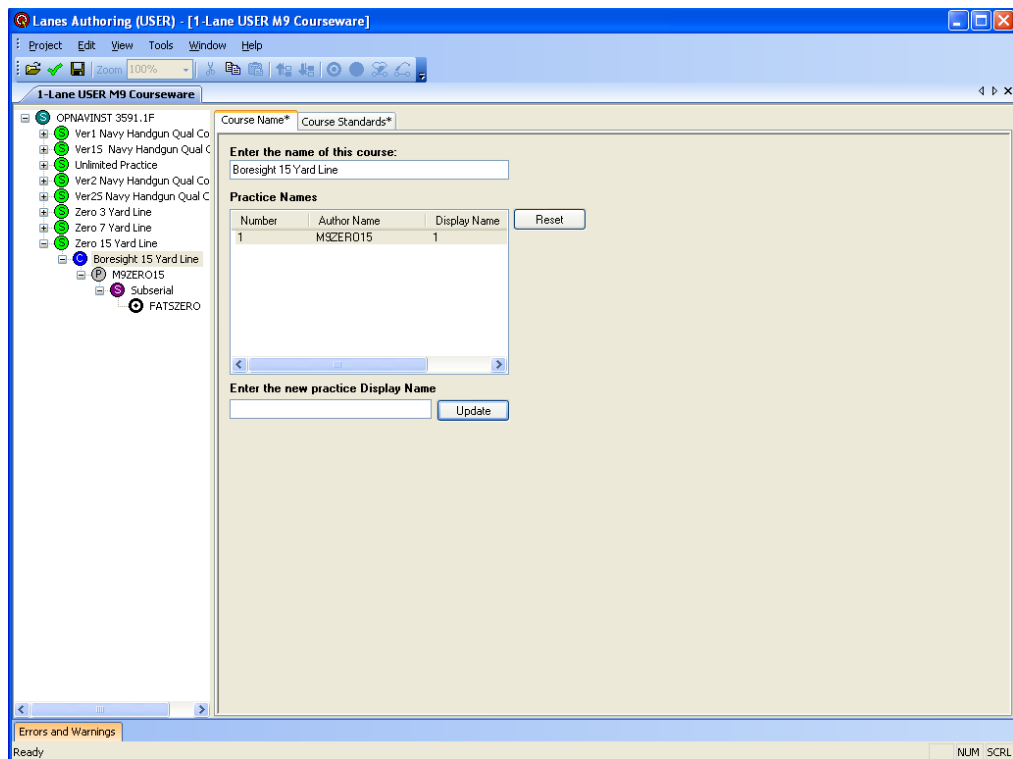 Lanes Authoring (USER) - [1-Lane USER M9 Courseware]
Project Edit View Tools Window Help
Zoom 100%
1-Lane USER M9 Courseware
OPNAVINST 3591.1F
Ver1 Navy Handgun Qual Co
Ver1S Navy Handgun Qual C
Unlimited Practice
Ver2 Navy Handgun Qual Co
Ver2S Navy Handgun Qual C
Zero 3 Yard Line
Zero 7 Yard Line
Zero 15 Yard Line
Boresight 15 Yard Line
M9ZERO15
Subserial
FATSZERO
Course Name* Course Standards*
Enter the name of this course:
Boresight 15 Yard Line
Practice Names
Number Author Name Display Name Reset
1 M9ZERO15 1
Enter the new practice Display Name
Update
Errors and Warnings
Ready NUM SCRL